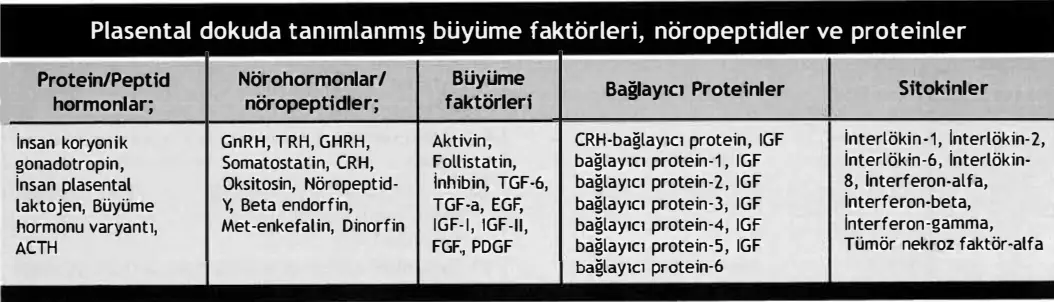 Plasental dokuda tanımlanmış büyüme faktörleri, nöropeptidler ve proteinler
Protein/Peptid
hormonlar;
Nörohormonlar/
nöropeptidler;
Büyüme
faktörleri
Bağlayıcı Proteinler
Sitokinler
İnsan koryonik
gonadotropin,
İnsan plasental
laktojen, Büyüme
hormonu varyantı,
ACTH
GnRH, TRH, GHRH,
Somatostatin, CRH,
Oksitosin, Nöropeptid-
Y, Beta endorfin,
Met-enkefalin, Dinorfin
Aktivin,
Follistatin,
İnhibin, TGF-6,
TGF-a, EGF,
IGF-I, IGF-II,
FGF, PDGF
CRH-bağlayıcı protein, IGF
bağlayıcı protein-1, IGF
bağlayıcı protein-2, IGF
bağlayıcı protein-3, IGF
bağlayıcı protein-4, IGF
bağlayıcı protein-5, IGF
bağlayıcı protein-6
İnterlökin-1, İnterlökin-2,
İnterlökin-6, İnterlökin-
8, İnterferon-alfa,
İnterferon-beta,
İnterferon-gamma,
Tümör nekroz faktör-alfa